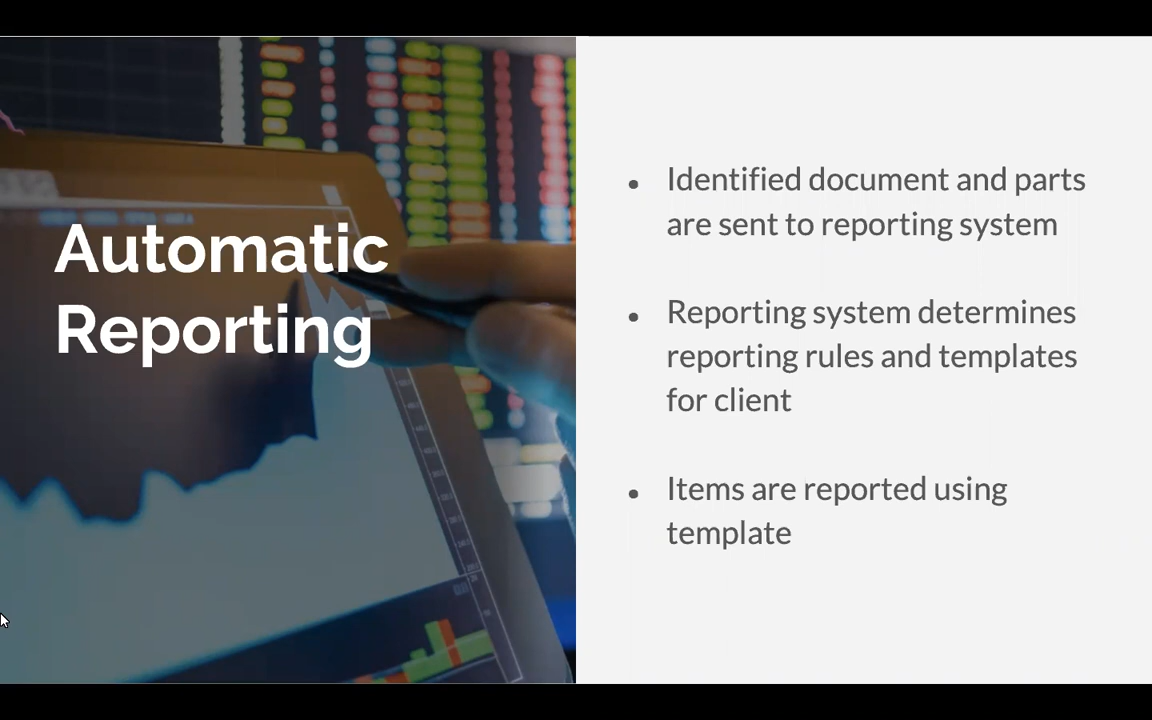 Automatic
Reporting
• Identified document and parts
are sent to reporting system
• Reporting system determines
reporting rules and templates
for client
• Items are reported using
template